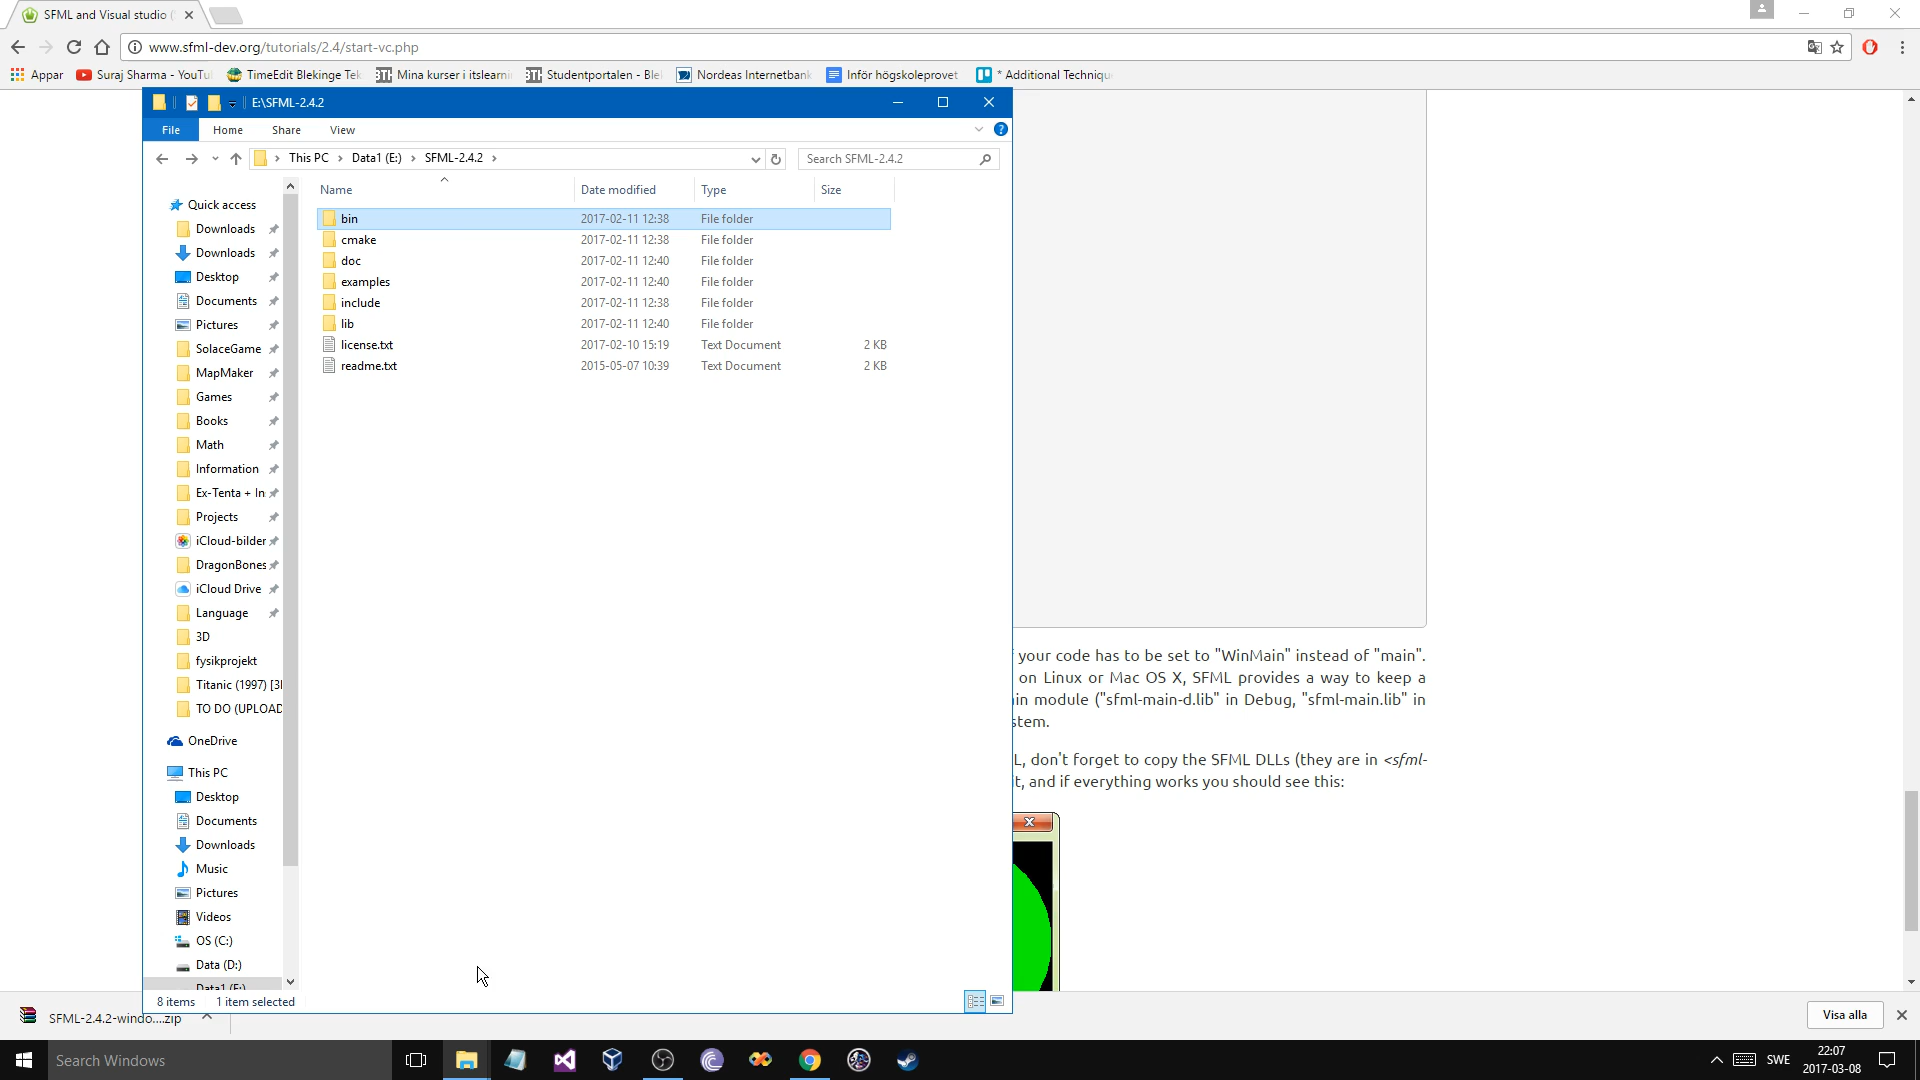 SFML and Visual studio (
www.sfml-dev.org/tutorials/2.4/start-vc.php
Appar
Suraj Sharma - YouTu
TimeEdit Blekinge Tek
Mina kurser i itslearni
Studentportalen - Ble
Nordeas Internetbank
Inför högskoleprovet
* Additional Technique
E:\SFML-2.4.2
File Home Share View
This PC > Data1 (E:) > SFML-2.4.2 >
Search SFML-2.4.2
Name Date modified Type Size
bin 2017-02-11 12:38 File folder
cmake 2017-02-11 12:38 File folder
doc 2017-02-11 12:40 File folder
examples 2017-02-11 12:40 File folder
include 2017-02-11 12:38 File folder
lib 2017-02-11 12:40 File folder
license.txt 2017-02-10 15:19 Text Document 2 KB
readme.txt 2015-05-07 10:39 Text Document 2 KB
Quick access
Downloads
Downloads
Desktop
Documents
Pictures
SolaceGame
MapMaker
Games
Books
Math
Information
Ex-Tenta + In
Projects
iCloud-bilder
DragonBones
iCloud Drive
Language
3D
fysikprojekt
Titanic (1997) [3
TO DO (UPLOAD
OneDrive
This PC
Desktop
Documents
Downloads
Music
Pictures
Videos
OS (C:)
Data (D:)
Data1 (E:)
8 items 1 item selected
your code has to be set to "WinMain" instead of "main".
on Linux or Mac OS X, SFML provides a way to keep a
in module ("sfml-main-d.lib" in Debug, "sfml-main.lib" in
stem.
L, don't forget to copy the SFML DLLs (they are in <sfml-
it, and if everything works you should see this:
SFML-2.4.2-windo....zip
Visa alla
Search Windows
SWE
22:07
2017-03-08